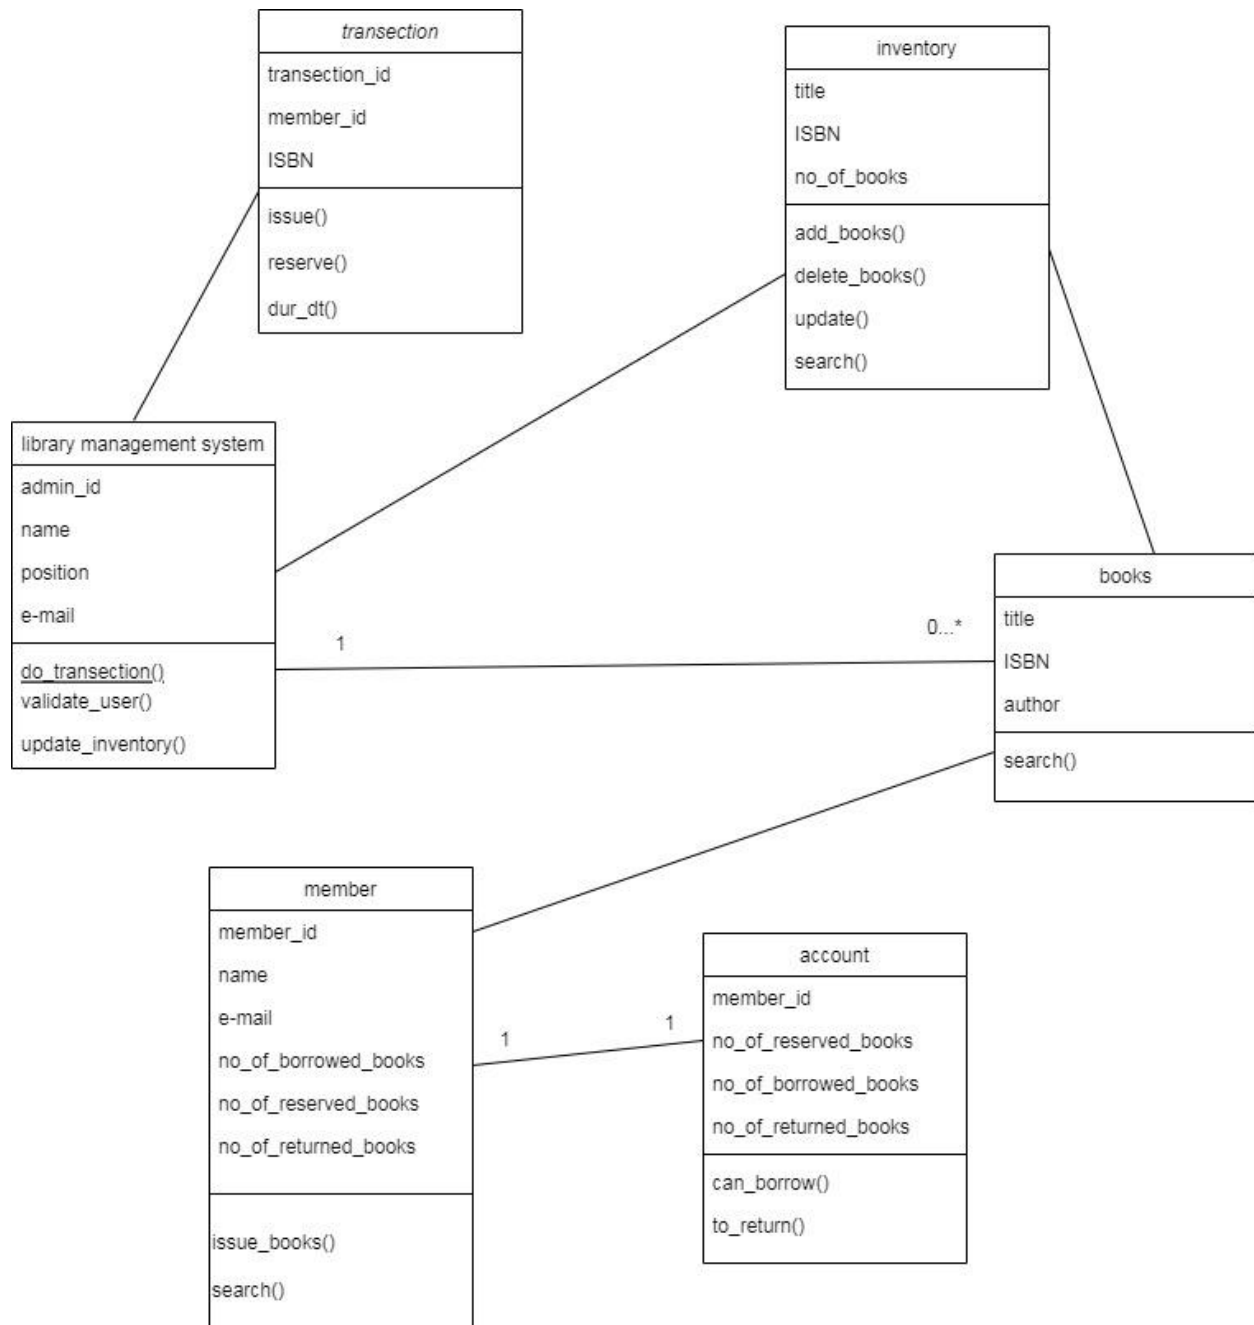 transection
transection_id
member_id
ISBN
issue()
reserve()
dur_dt()
inventory
title
ISBN
no_of_books
add_books()
delete_books()
update()
search()
library management system
admin_id
name
position
e-mail
do_transection()
validate_user()
update_inventory()
1
0...*
books
title
ISBN
author
search()
member
member_id
name
e-mail
no_of_borrowed_books
no_of_reserved_books
no_of_returned_books
issue_books()
search()
1
1
account
member_id
no_of_reserved_books
no_of_borrowed_books
no_of_returned_books
can_borrow()
to_return()